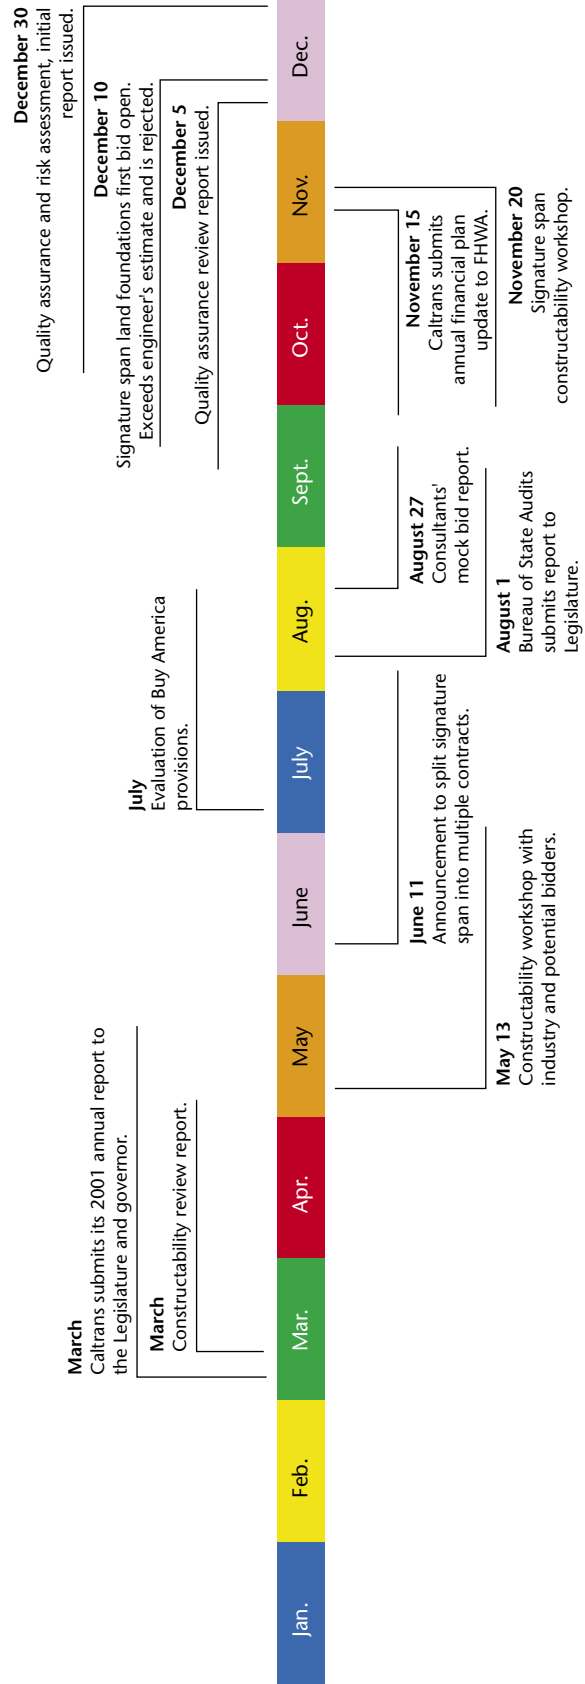 March
Caltrans submits its 2001 annual report to
the Legislature and governor.
March
Constructability review report.
July
Evaluation of Buy America
provisions.
December 30
Quality assurance and risk assessment, initial
report issued.
December 10
Signature span land foundations first bid open.
Exceeds engineer's estimate and is rejected.
December 5
Quality assurance review report issued.
Jan.
Feb.
Mar.
Apr.
May
June
July
Aug.
Sept.
Oct.
Nov.
Dec.
May 13
Constructability workshop with
industry and potential bidders.
June 11
Announcement to split signature
span into multiple contracts.
August 1
Bureau of State Audits
submits report to
Legislature.
August 27
Consultants'
mock bid report.
November 15
Caltrans submits
annual financial plan
update to FHWA.
November 20
Signature span
constructability workshop.